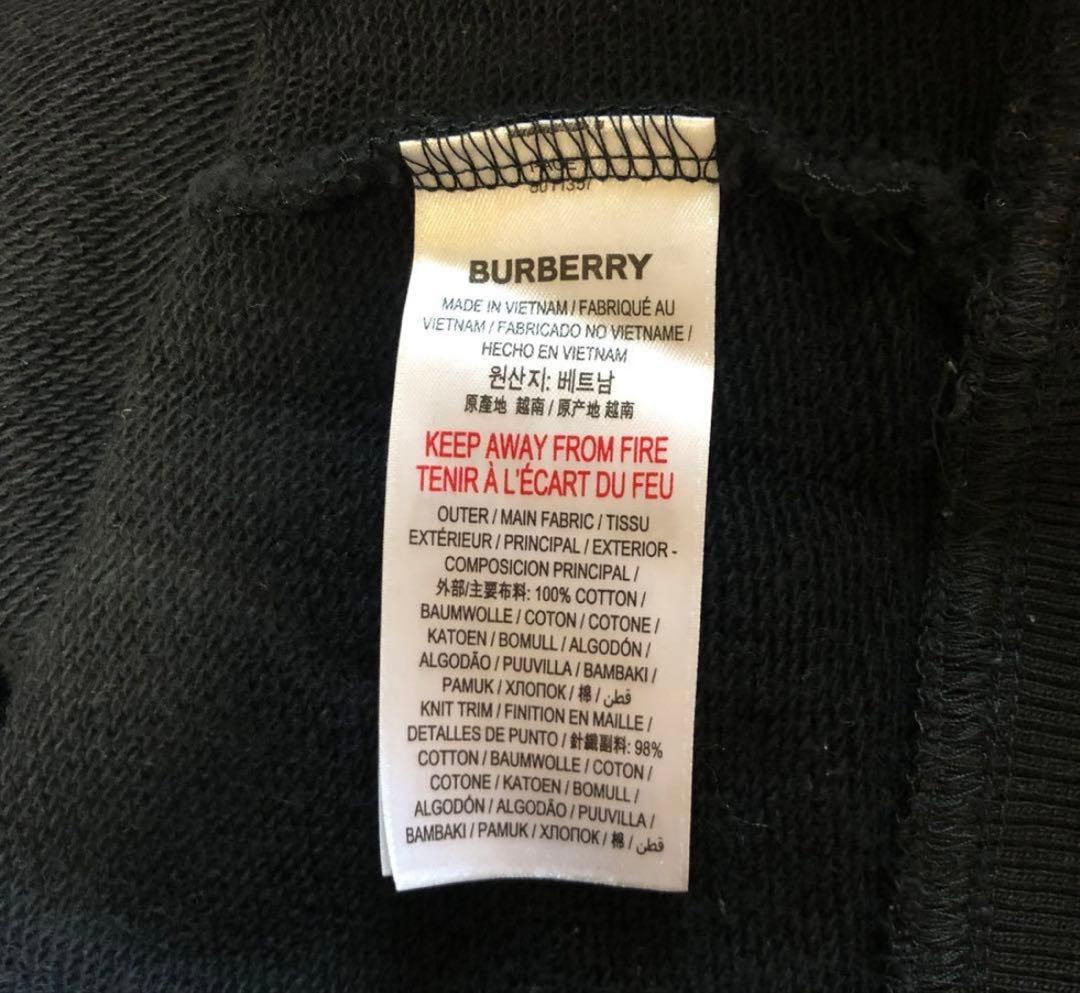 BURBERRY
MADE IN VIETNAM / FABRIQUÉ AU
VIETNAM / FABRICADO NO VIETNAME /
HECHO EN VIETNAM
원산지: 베트남
原產地 越南 / 原产地 越南
KEEP AWAY FROM FIRE
TENIR À L'ÉCART DU FEU
OUTER / MAIN FABRIC / TISSU
EXTÉRIEUR / PRINCIPAL / EXTERIOR -
COMPOSICION PRINCIPAL /
外部/主要布料: 100% COTTON /
BAUMWOLLE / COTON / COTONE /
KATOEN / BOMULL / ALGODÓN /
ALGODÃO / PUUVILLA / BAMBAKI /
PAMUK / ХЛОПОК / 棉 / قطن
KNIT TRIM / FINITION EN MAILLE /
DETALLES DE PUNTO / 針織副料: 98%
COTTON / BAUMWOLLE / COTON /
COTONE / KATOEN / BOMULL /
ALGODÓN / ALGODÃO / PUUVILLA /
BAMBAKI / PAMUK / ХЛОПОК / 棉 / قطن